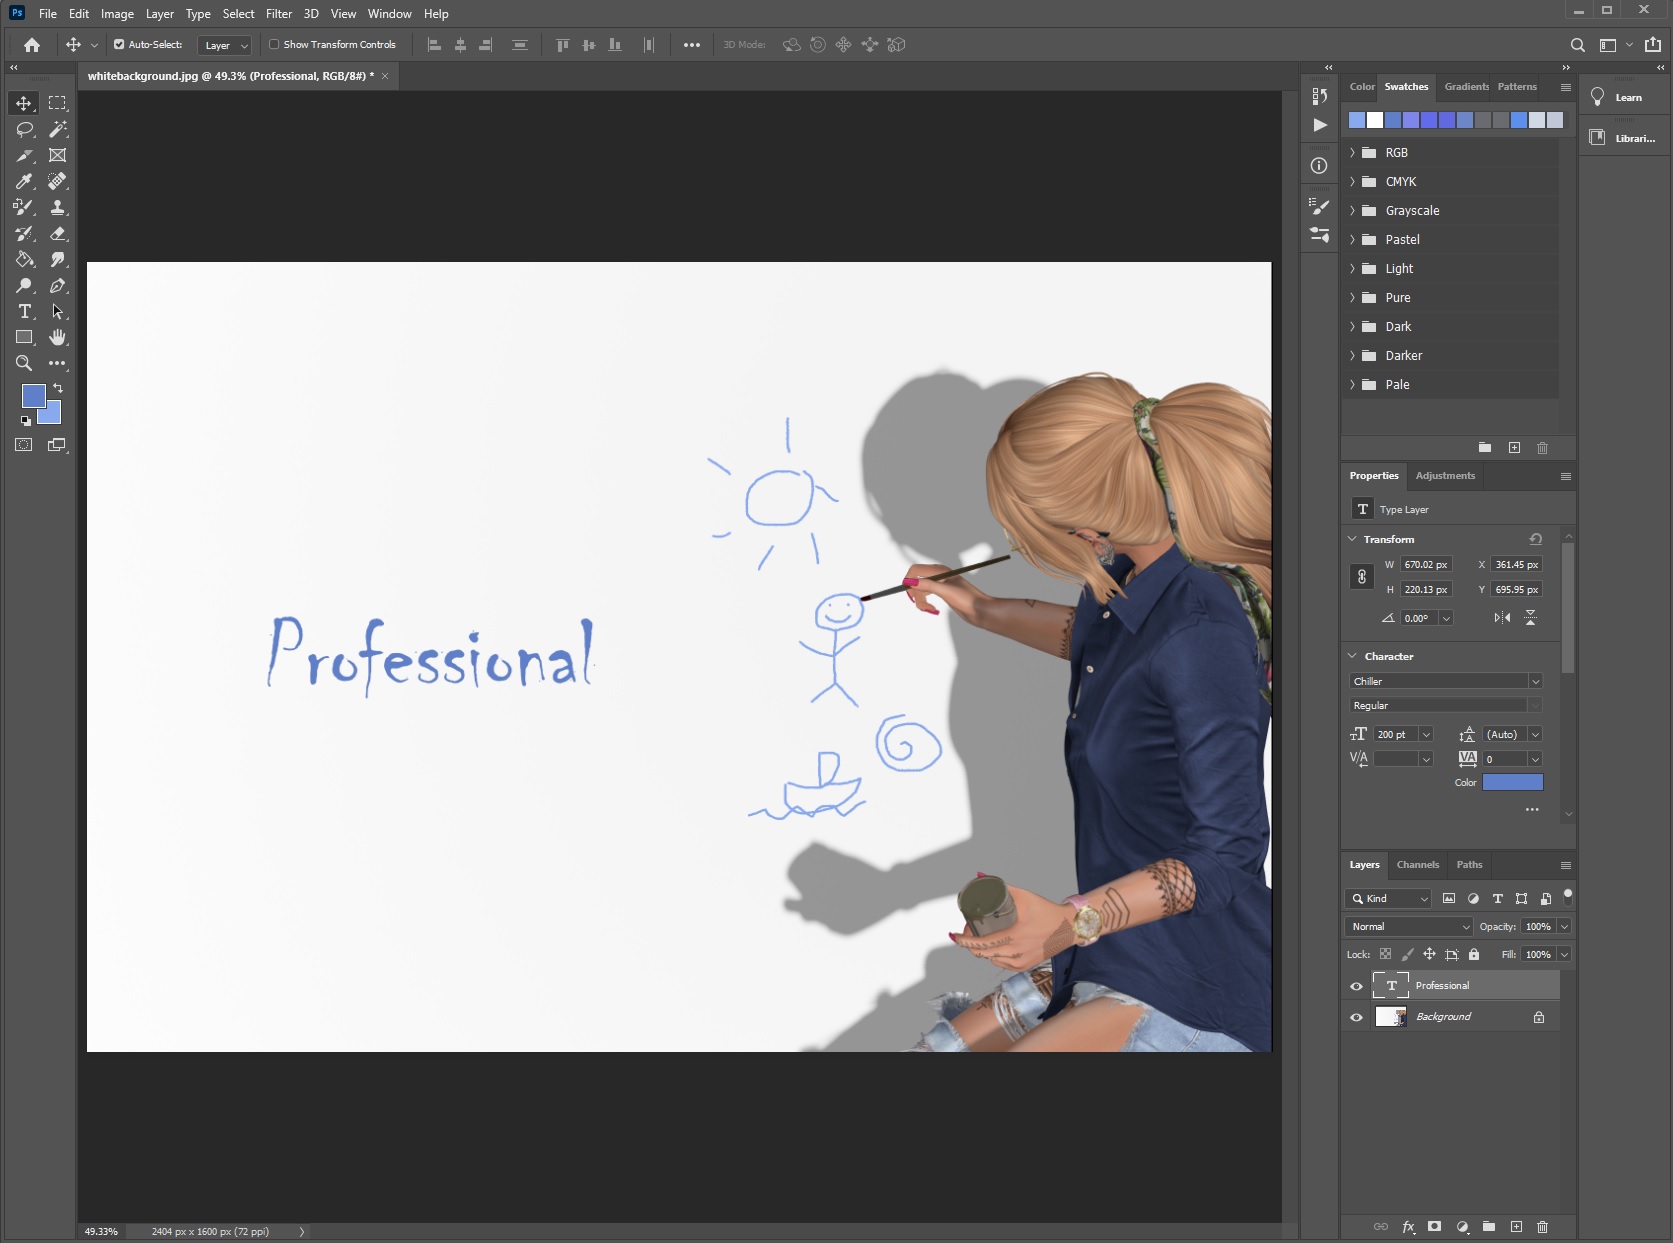 Ps File Edit Image Layer Type Select Filter 3D View Window Help
Auto-Select: Layer Show Transform Controls 3D Mode:
whitebackground.jpg @ 49.3% (Professional, RGB/8#) *
Color Swatches Gradients Patterns
Learn
Librari...
RGB
CMYK
Grayscale
Pastel
Light
Pure
Dark
Darker
Pale
Professional
Properties Adjustments
T Type Layer
Transform
W 670.02 px X 361.45 px
H 220.13 px Y 695.95 px
0.00°
Character
Chiller
Regular
200 pt (Auto)
V/A VA 0
Color
Layers Channels Paths
Kind
Normal Opacity: 100%
Lock: Fill: 100%
T Professional
Background
fx
49.33% 2404 px x 1600 px (72 ppi)